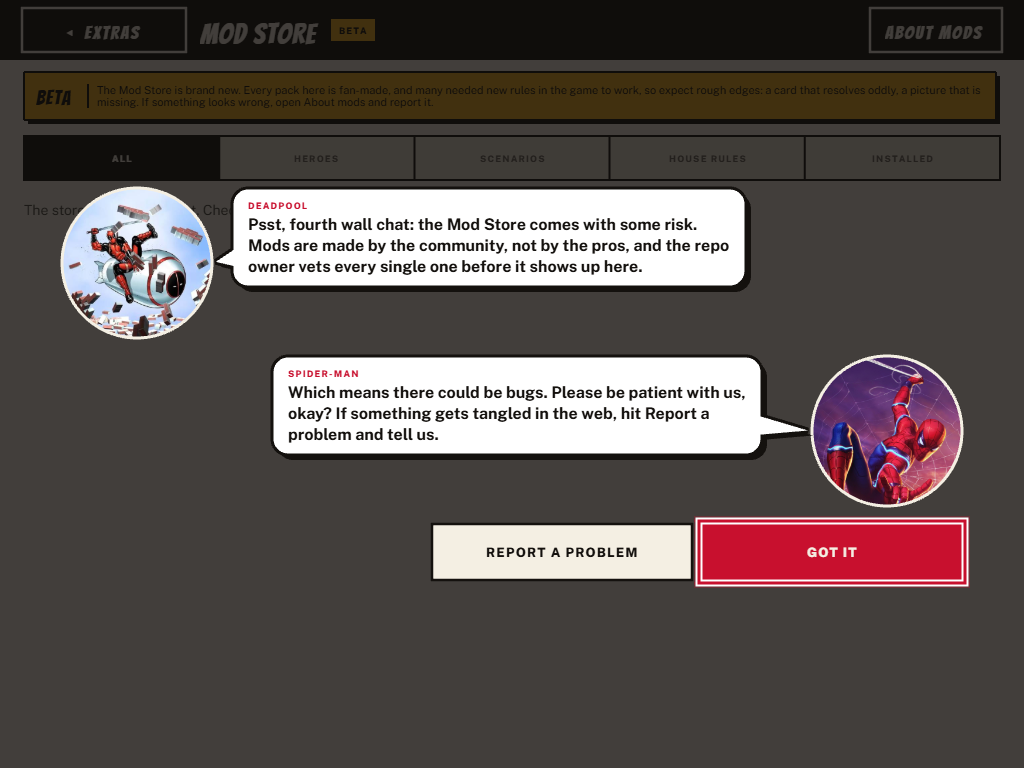 ◂ EXTRAS
MOD STORE
BETA
ABOUT MODS
BETA
The Mod Store is brand new. Every pack here is fan-made, and many needed new rules in the game to work, so expect rough edges: a card that resolves oddly, a picture that is
missing. If something looks wrong, open About mods and report it.
ALL
HEROES
SCENARIOS
HOUSE RULES
INSTALLED
The
DEADPOOL
Psst, fourth wall chat: the Mod Store comes with some risk.
Mods are made by the community, not by the pros, and the repo
owner vets every single one before it shows up here.
SPIDER-MAN
Which means there could be bugs. Please be patient with us,
okay? If something gets tangled in the web, hit Report a
problem and tell us.
REPORT A PROBLEM
GOT IT